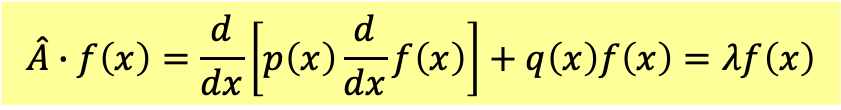 Â · f(x) = d/dx [p(x) d/dx f(x)] + q(x)f(x) = λf(x)